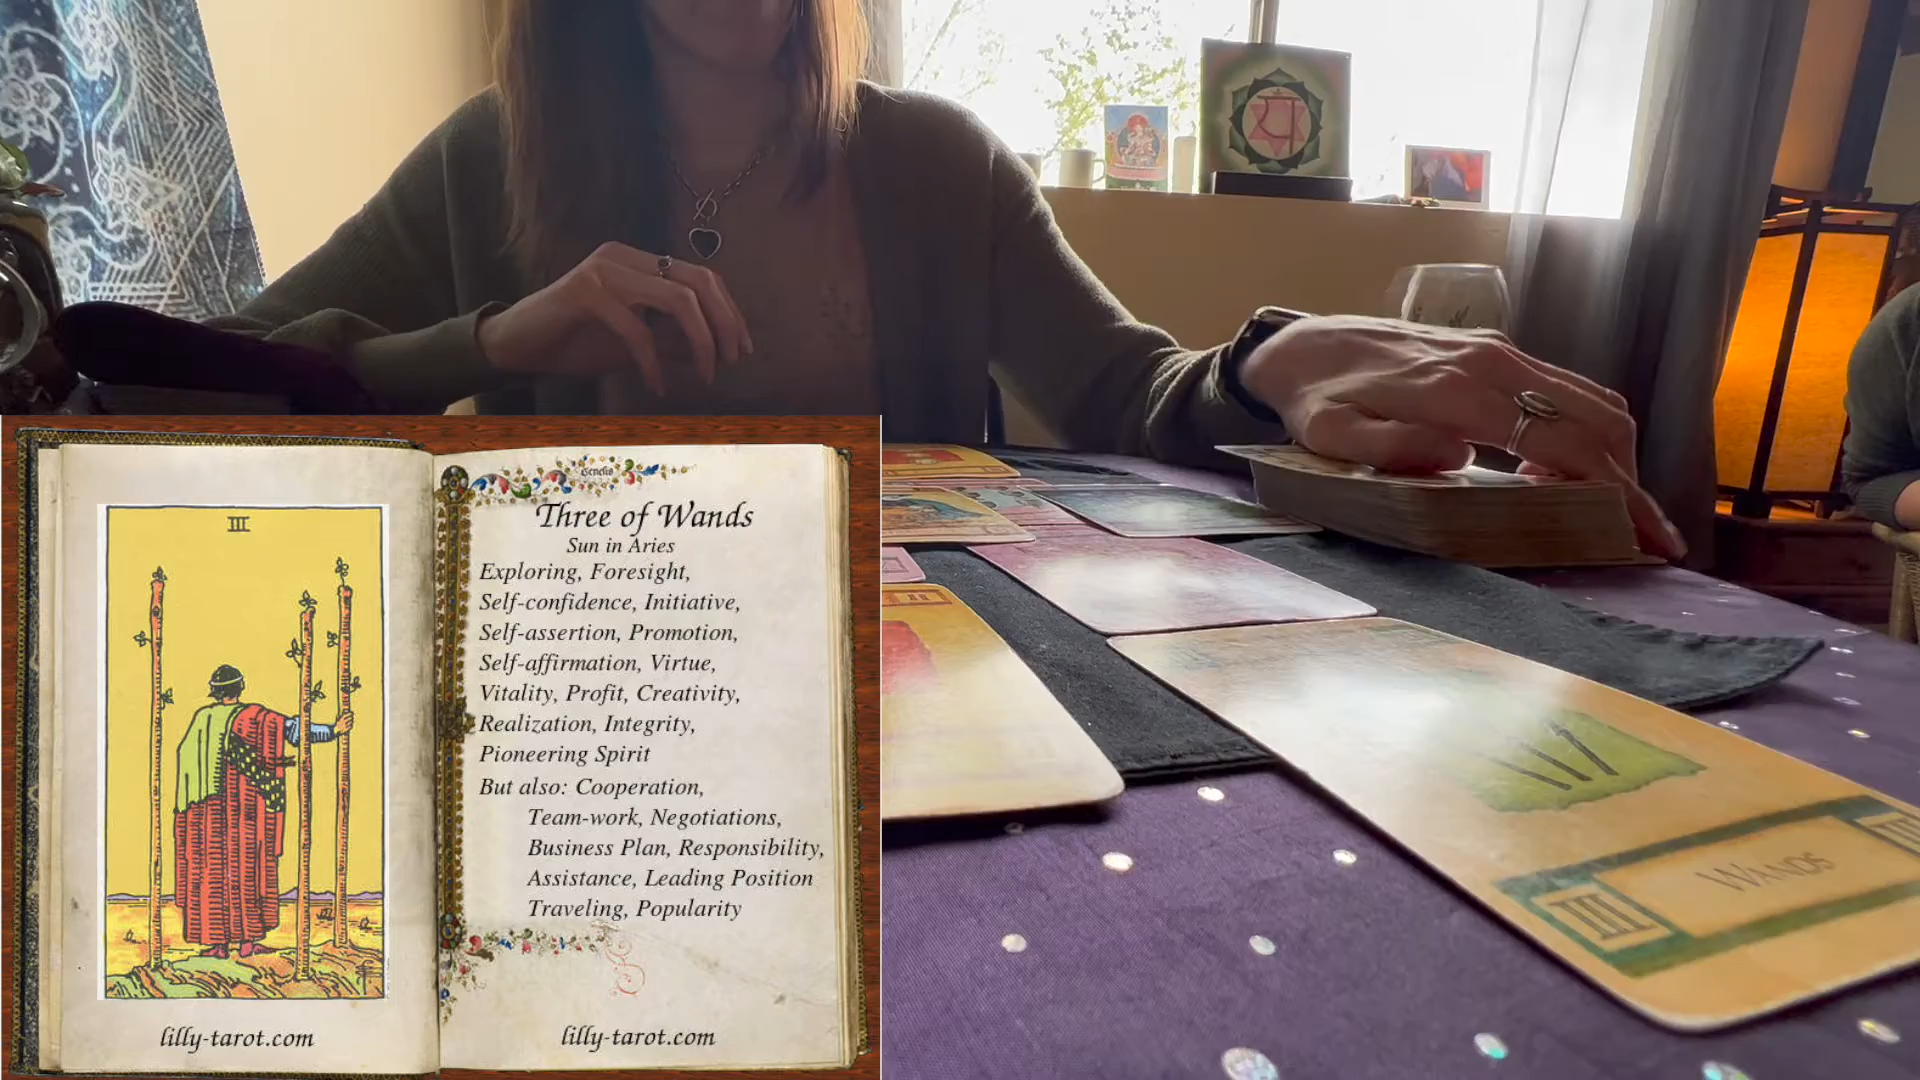 III
Genesis
Three of Wands
Sun in Aries
Exploring, Foresight,
Self-confidence, Initiative,
Self-assertion, Promotion,
Self-affirmation, Virtue,
Vitality, Profit, Creativity,
Realization, Integrity,
Pioneering Spirit
But also: Cooperation,
Team-work, Negotiations,
Business Plan, Responsibility,
Assistance, Leading Position
Traveling, Popularity
lilly-tarot.com
lilly-tarot.com
III
WANDS
III